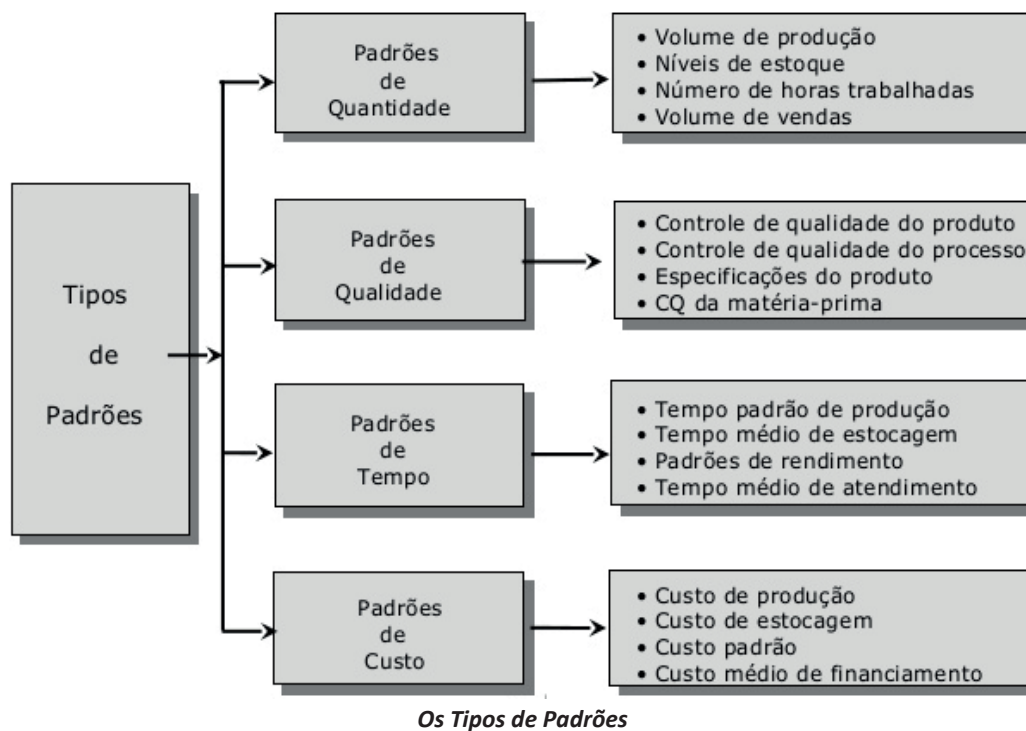 Tipos
de
Padrões
Padrões
de
Quantidade
• Volume de produção
• Níveis de estoque
• Número de horas trabalhadas
• Volume de vendas
Padrões
de
Qualidade
• Controle de qualidade do produto
• Controle de qualidade do processo
• Especificações do produto
• CQ da matéria-prima
Padrões
de
Tempo
• Tempo padrão de produção
• Tempo médio de estocagem
• Padrões de rendimento
• Tempo médio de atendimento
Padrões
de
Custo
• Custo de produção
• Custo de estocagem
• Custo padrão
• Custo médio de financiamento
Os Tipos de Padrões